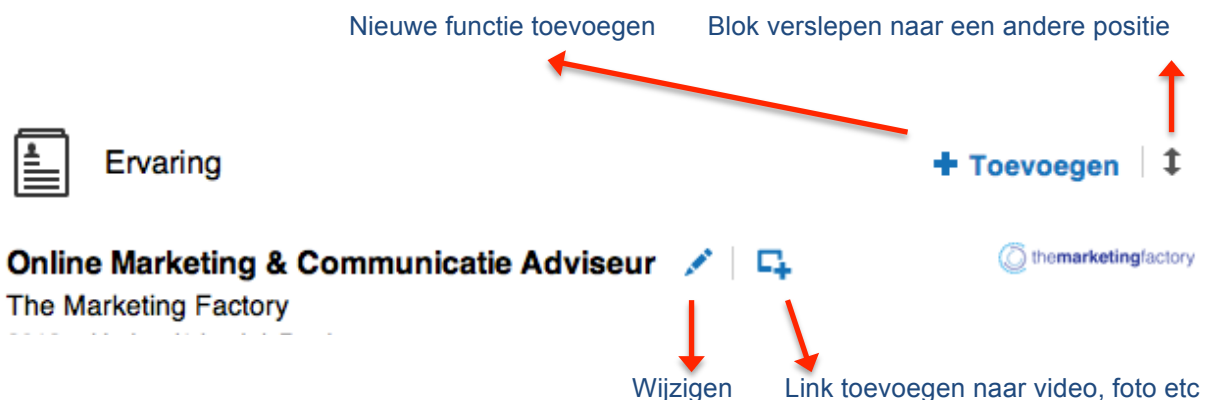 Nieuwe functie toevoegen Blok verslepen naar een andere positie
Ervaring + Toevoegen
Online Marketing & Communicatie Adviseur themarketingfactory
The Marketing Factory
Wijzigen Link toevoegen naar video, foto etc